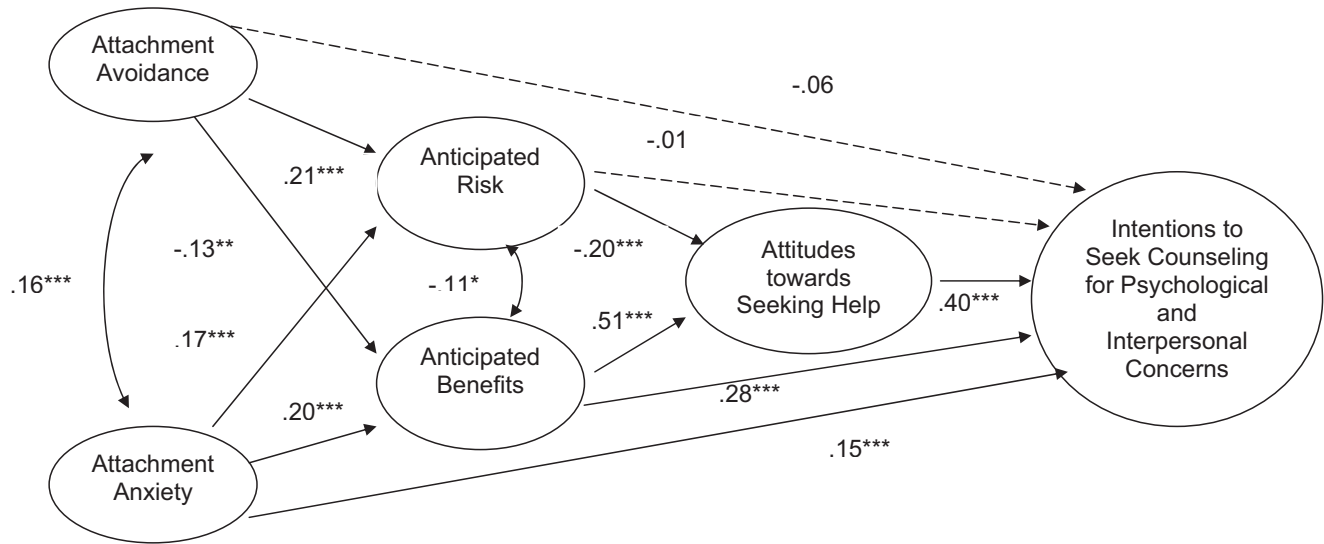 Attachment
Avoidance
-.06
-.01
Anticipated
Risk
.21***
Intentions to
Seek Counseling
for Psychological
and
Interpersonal
Concerns
-.20***
Attitudes
towards
Seeking Help
-.13**
.16***
-.11*
.40***
.51***
.17***
Anticipated
Benefits
.28***
.20***
.15***
Attachment
Anxiety